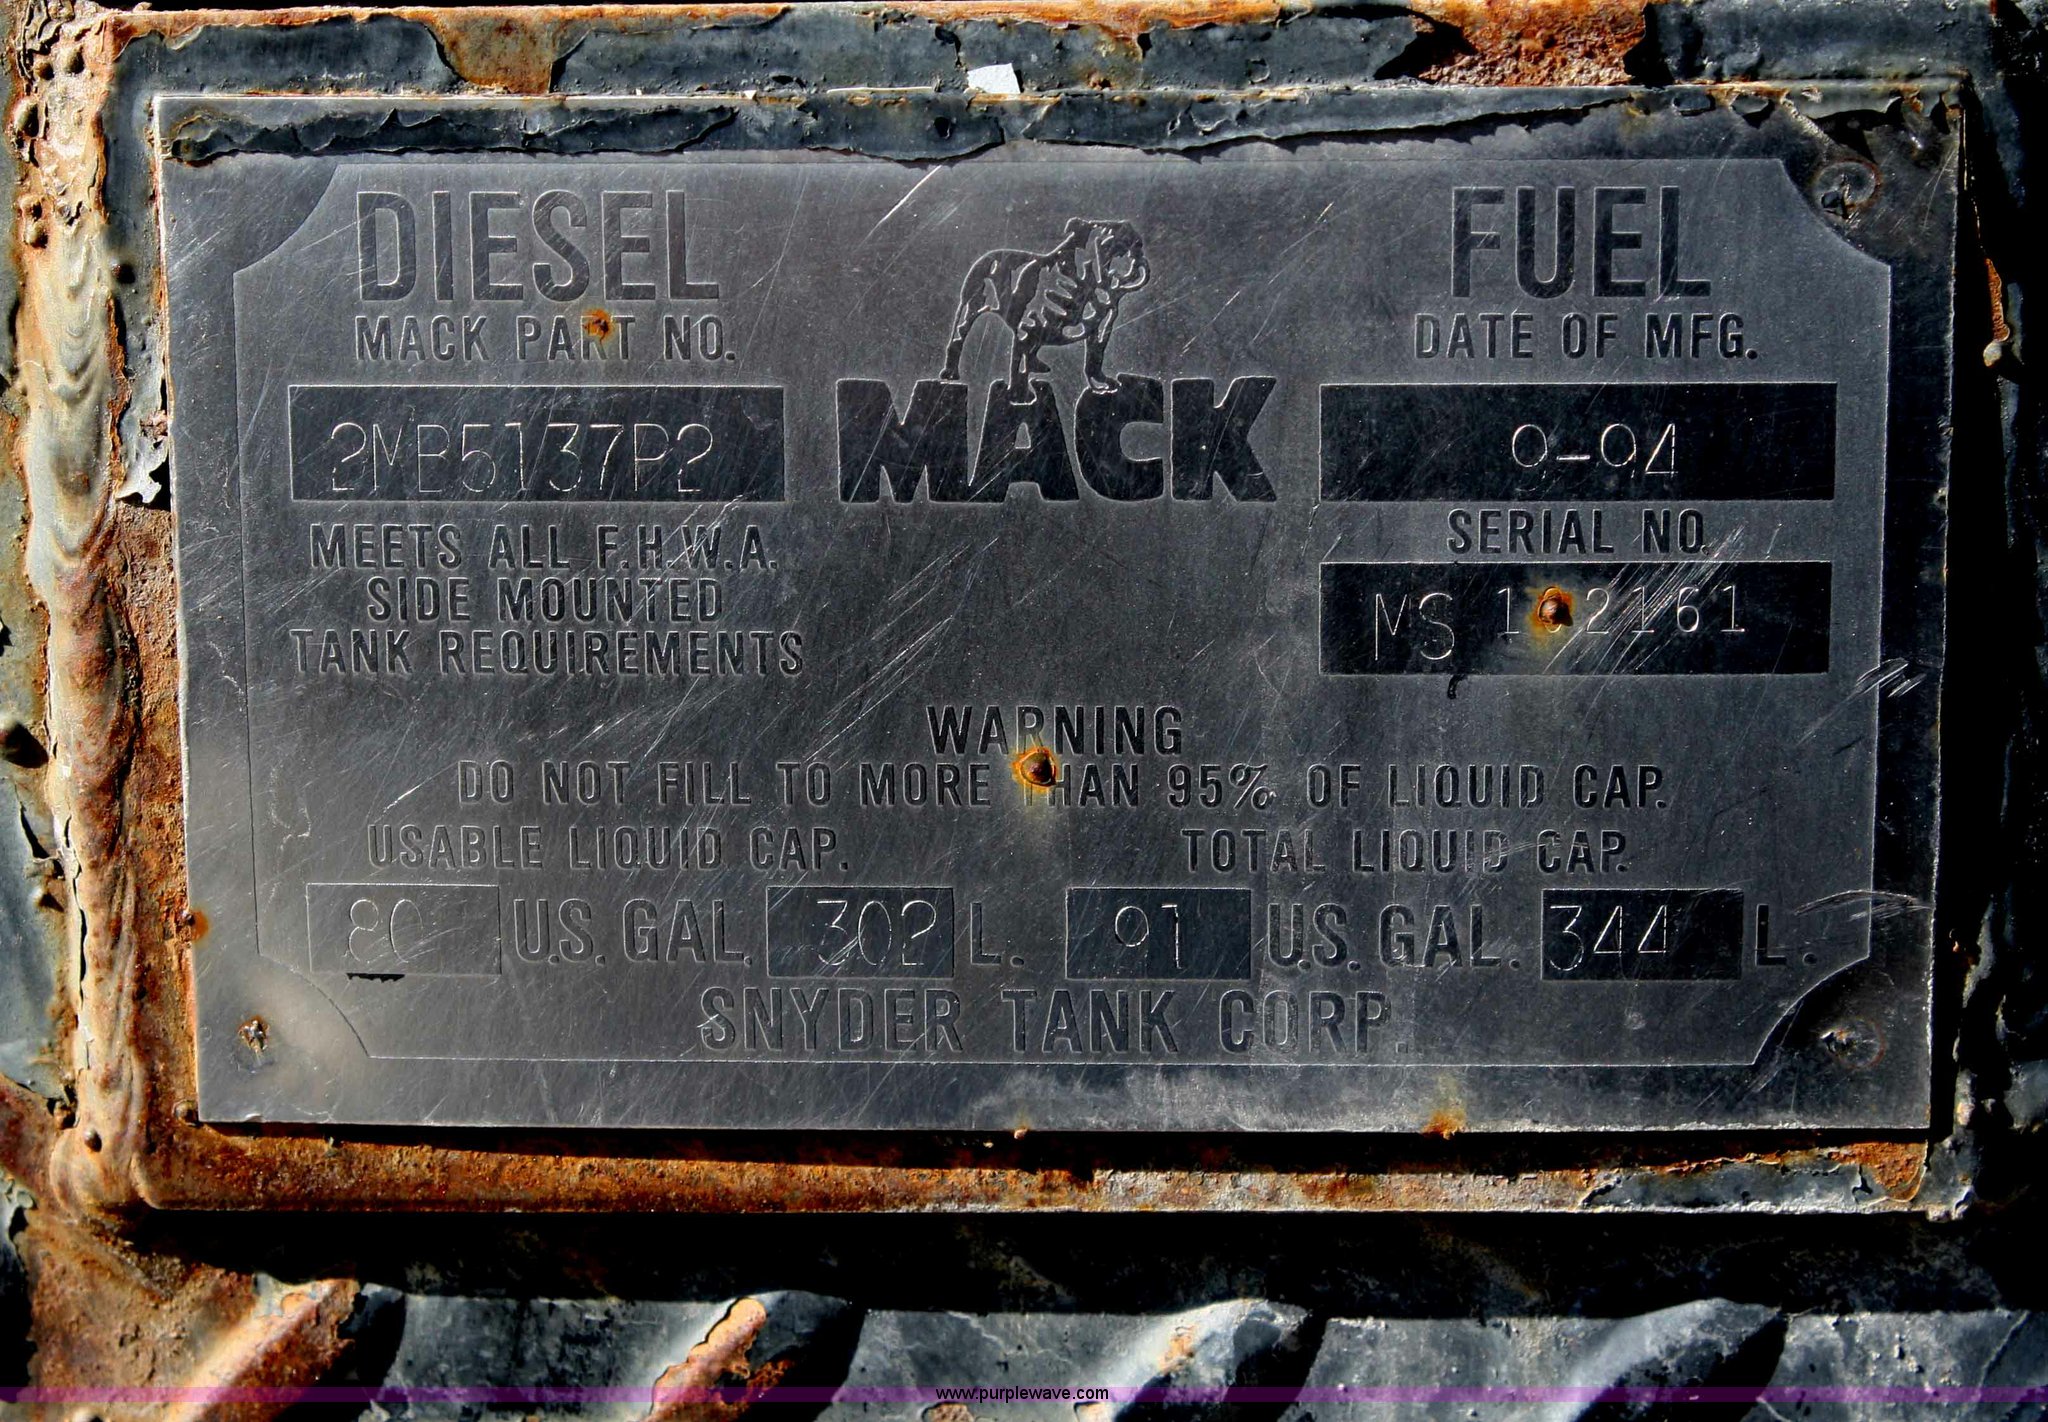 DIESEL FUEL
MACK PART NO. DATE OF MFG.
MACK
2MB5137P2 9-94
MEETS ALL F.H.W.A. SERIAL NO.
SIDE MOUNTED MS
TANK REQUIREMENTS
WARNING
DO NOT FILL TO MORE THAN 95% OF LIQUID CAP.
USABLE LIQUID CAP. TOTAL LIQUID CAP.
80 U.S. GAL. 302 L. 91 U.S. GAL. 344 L.
SNYDER TANK CORP.
www.purplewave.com